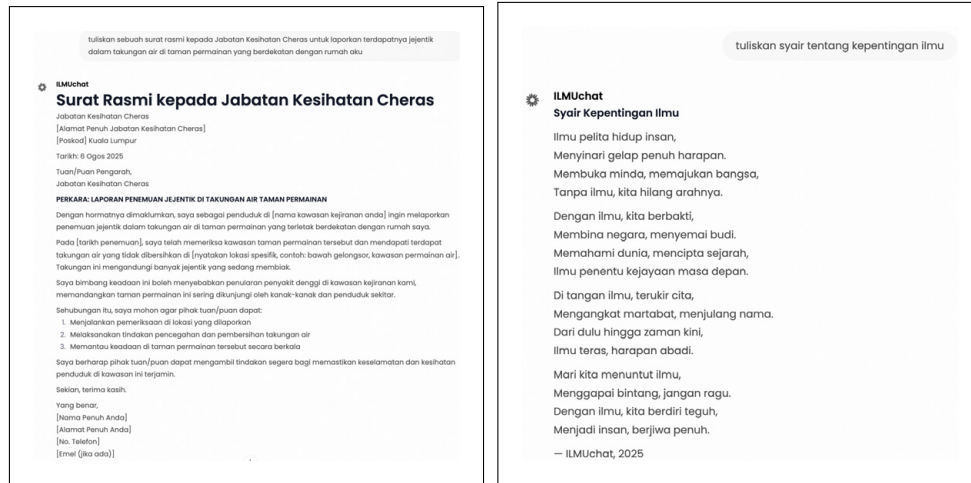 tuliskan sebuah surat rasmi kepada Jabatan Kesihatan Cheras untuk laporkan terdapatnya jejentik
dalam takungan air di taman permainan yang berdekatan dengan rumah aku
ILMUchat
Surat Rasmi kepada Jabatan Kesihatan Cheras
Jabatan Kesihatan Cheras
[Alamat Penuh Jabatan Kesihatan Cheras]
[Poskod] Kuala Lumpur
Tarikh: 6 Ogos 2025
Tuan/Puan Pengarah,
Jabatan Kesihatan Cheras
PERKARA: LAPORAN PENEMUAN JEJENTIK DI TAKUNGAN AIR TAMAN PERMAINAN
Dengan hormatnya dimaklumkan, saya sebagai penduduk di [nama kawasan kejiranan anda] ingin melaporkan
penemuan jejentik dalam takungan air di taman permainan yang terletak berdekatan dengan rumah saya.
Pada [tarikh penemuan], saya telah memeriksa kawasan taman permainan tersebut dan mendapati terdapat
takungan air yang tidak dibersihkan di [nyatakan lokasi spesifik, contoh: bawah gelongsor, kawasan permainan air].
Takungan ini mengandungi banyak jejentik yang sedang membiak.
Saya bimbang keadaan ini boleh menyebabkan penularan penyakit denggi di kawasan kejiranan kami,
memandangkan taman permainan ini sering dikunjungi oleh kanak-kanak dan penduduk sekitar.
Sehubungan itu, saya mohon agar pihak tuan/puan dapat:
1. Menjalankan pemeriksaan di lokasi yang dilaporkan
2. Melaksanakan tindakan pencegahan dan pembersihan takungan air
3. Memantau keadaan di taman permainan tersebut secara berkala
Saya berharap pihak tuan/puan dapat mengambil tindakan segera bagi memastikan keselamatan dan kesihatan
penduduk di kawasan ini terjamin.
Sekian, terima kasih.
Yang benar,
[Nama Penuh Anda]
[Alamat Penuh Anda]
[No. Telefon]
[Emel (jika ada)]
tuliskan syair tentang kepentingan ilmu
ILMUchat
Syair Kepentingan Ilmu
Ilmu pelita hidup insan,
Menyinari gelap penuh harapan.
Membuka minda, memajukan bangsa,
Tanpa ilmu, kita hilang arahnya.
Dengan ilmu, kita berbakti,
Membina negara, menyemai budi.
Memahami dunia, mencipta sejarah,
Ilmu penentu kejayaan masa depan.
Di tangan ilmu, terukir cita,
Mengangkat martabat, menjulang nama.
Dari dulu hingga zaman kini,
Ilmu teras, harapan abadi.
Mari kita menuntut ilmu,
Menggapai bintang, jangan ragu.
Dengan ilmu, kita berdiri teguh,
Menjadi insan, berjiwa penuh.
— ILMUchat, 2025